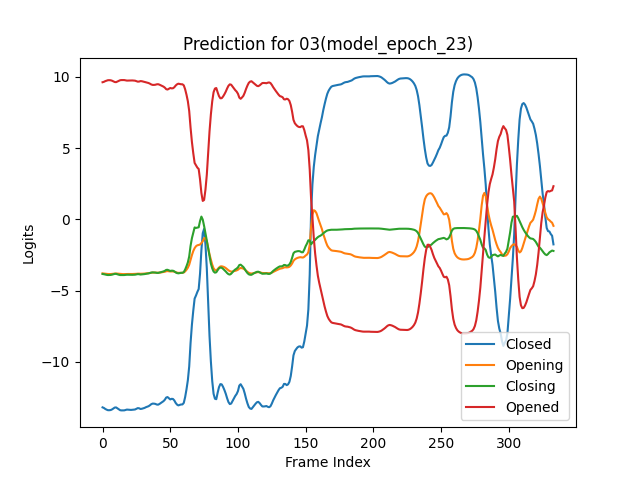 Prediction for 03(model_epoch_23)
Logits
10
5
0
−5
−10
0
50
100
150
200
250
300
Frame Index
Closed
Opening
Closing
Opened